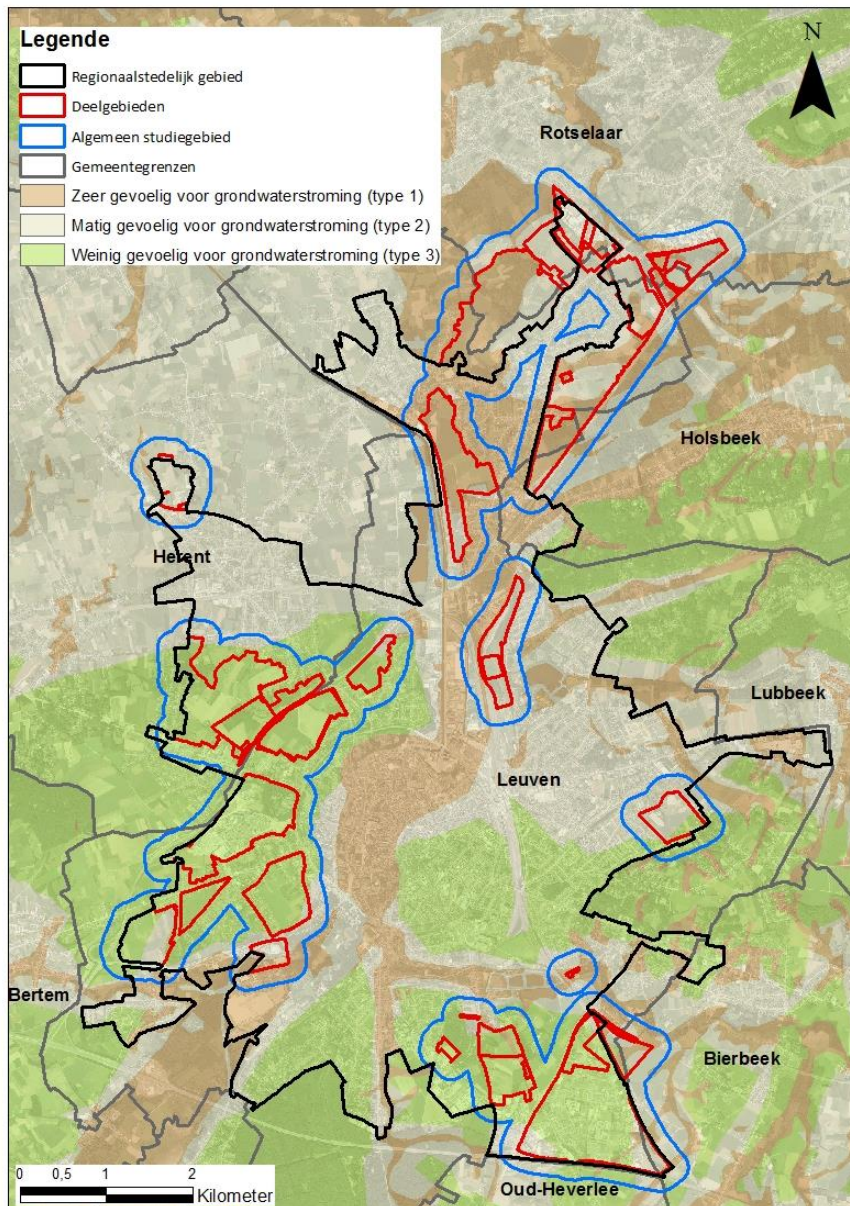 Legende
Regionaalstedelijk gebied
Deelgebieden
Algemeen studiegebied
Gemeentegrenzen
Zeer gevoelig voor grondwaterstroming (type 1)
Matig gevoelig voor grondwaterstroming (type 2)
Weinig gevoelig voor grondwaterstroming (type 3)
N
Rotselaar
Holsbeek
Herent
Lubbeek
Leuven
Bertem
Bierbeek
Oud-Heverlee
0 0,5 1 2
Kilometer